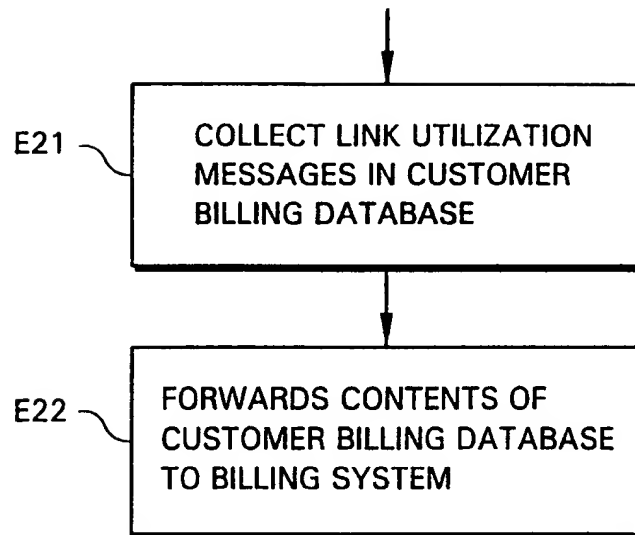 E21
COLLECT LINK UTILIZATION
MESSAGES IN CUSTOMER
BILLING DATABASE
E22
FORWARDS CONTENTS OF
CUSTOMER BILLING DATABASE
TO BILLING SYSTEM